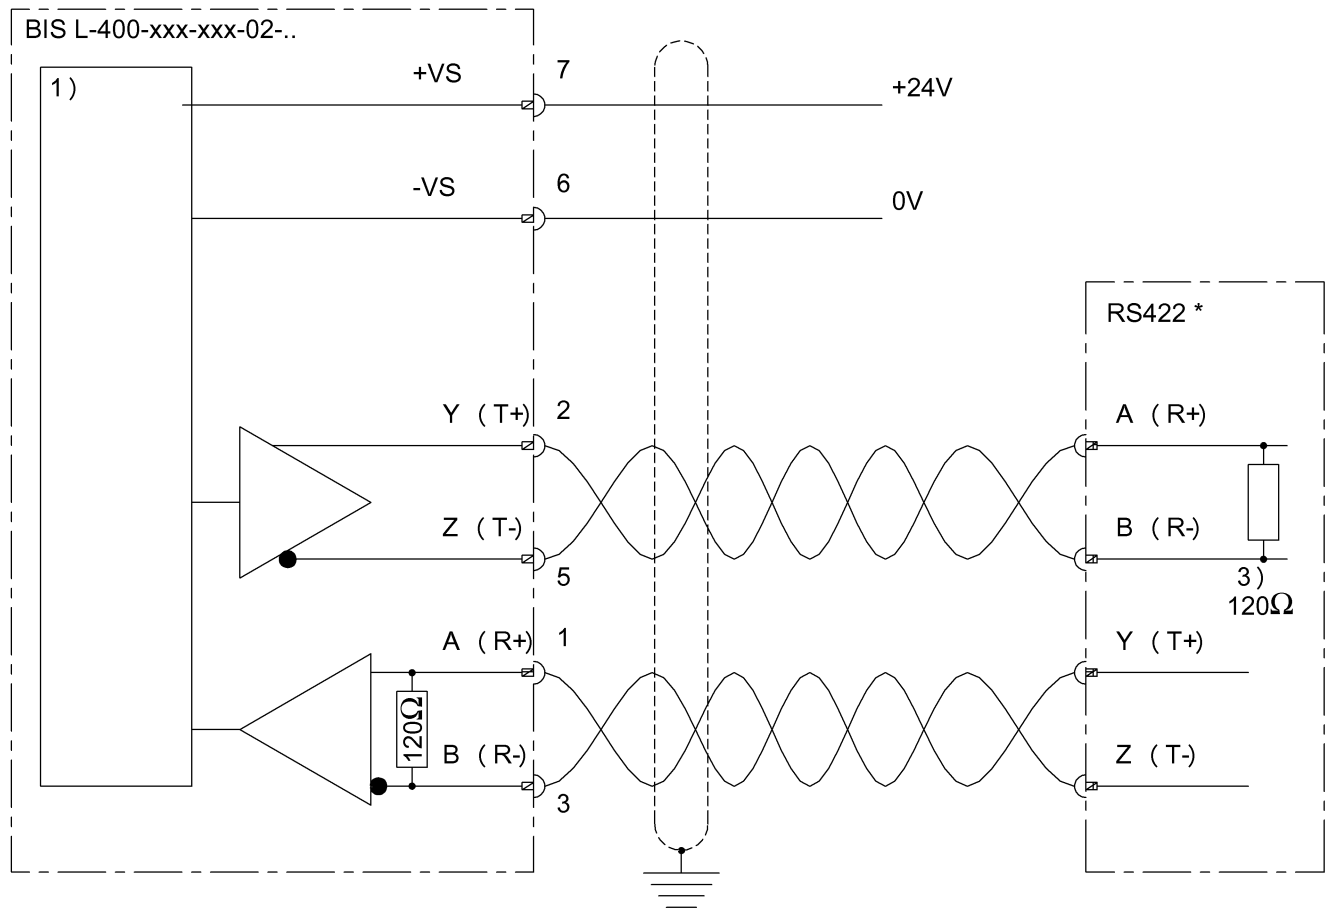 BIS L-400-xxx-xxx-02-..
1)
+VS
7
+24V
-VS
6
0V
RS422 *
Y ( T+)
2
A ( R+)
Z ( T-)
5
B ( R-)
3)
120Ω
A ( R+)
1
Y ( T+)
120Ω
B ( R-)
3
Z ( T-)